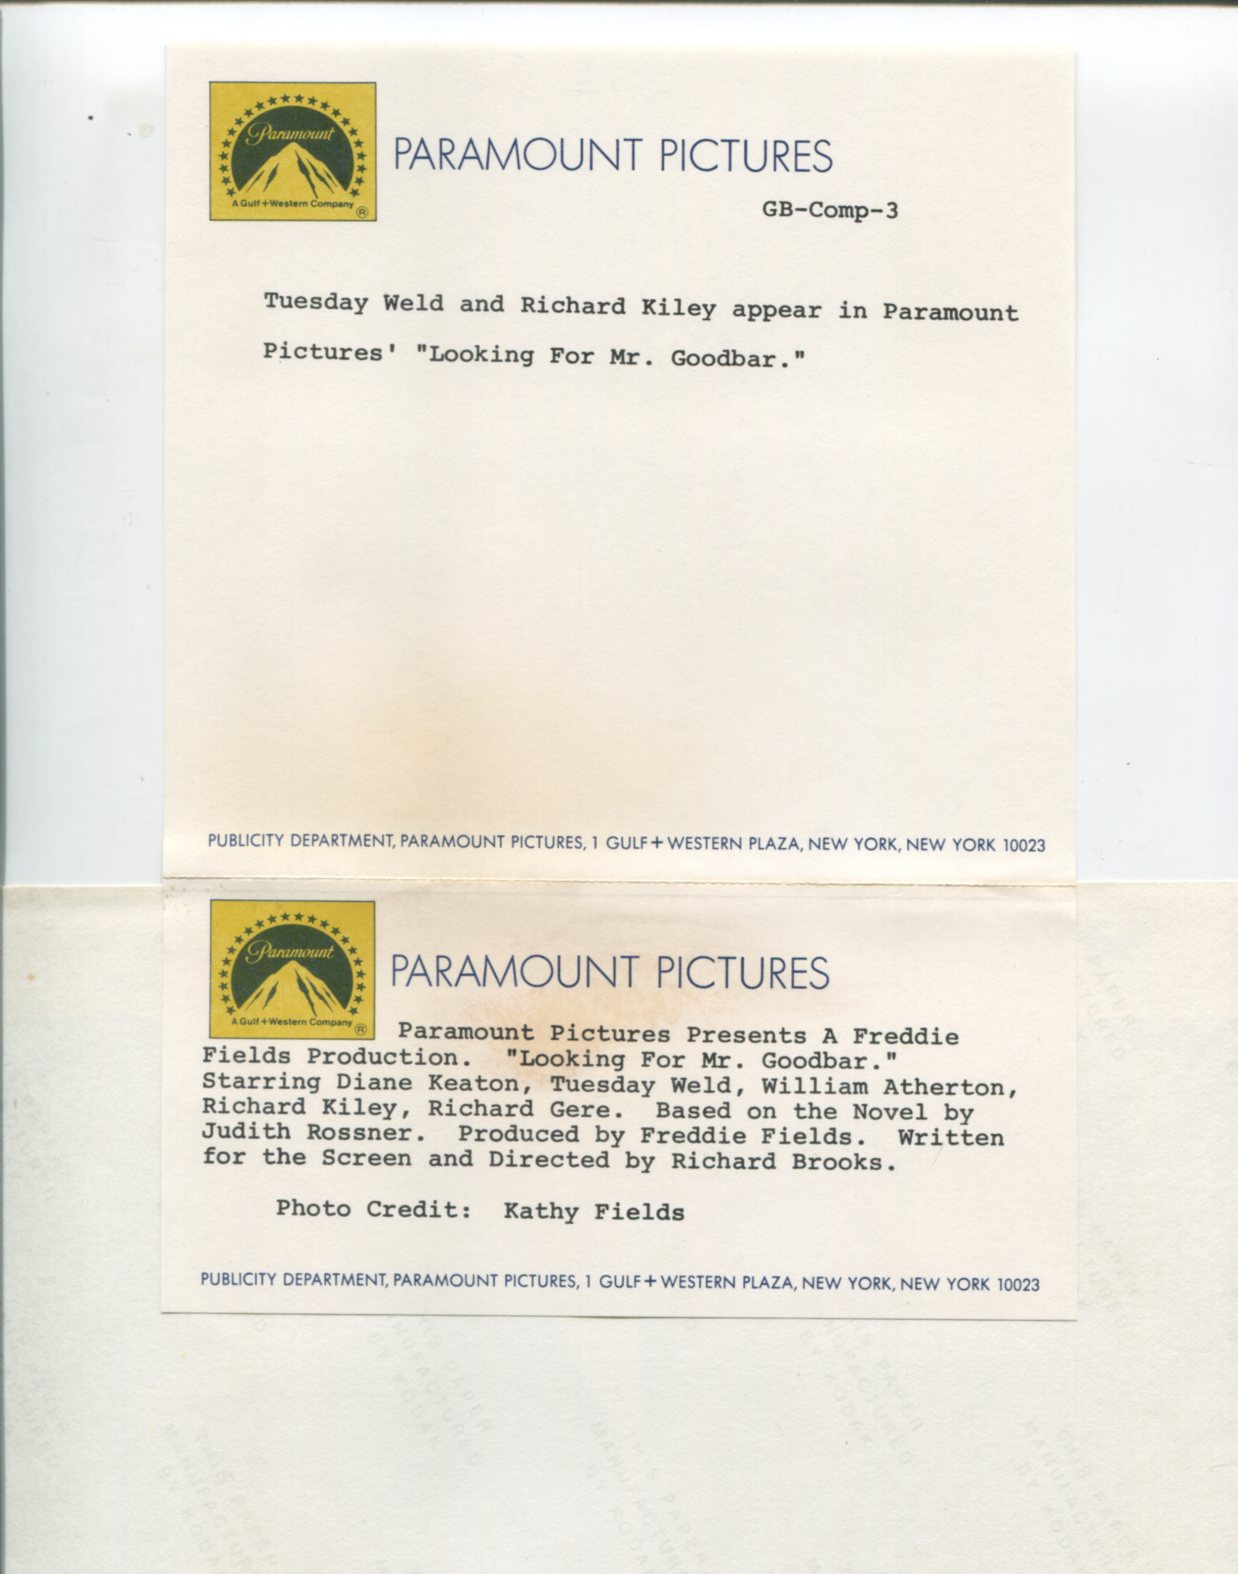 Paramount
A Gulf+Western Company ®
PARAMOUNT PICTURES
GB-Comp-3
Tuesday Weld and Richard Kiley appear in Paramount
Pictures' "Looking For Mr. Goodbar."
PUBLICITY DEPARTMENT, PARAMOUNT PICTURES, 1 GULF+WESTERN PLAZA, NEW YORK, NEW YORK 10023
Paramount
A Gulf+Western Company ®
PARAMOUNT PICTURES
Paramount Pictures Presents A Freddie
Fields Production. "Looking For Mr. Goodbar."
Starring Diane Keaton, Tuesday Weld, William Atherton,
Richard Kiley, Richard Gere. Based on the Novel by
Judith Rossner. Produced by Freddie Fields. Written
for the Screen and Directed by Richard Brooks.
Photo Credit: Kathy Fields
PUBLICITY DEPARTMENT, PARAMOUNT PICTURES, 1 GULF+WESTERN PLAZA, NEW YORK, NEW YORK 10023
THIS PAPER
MANUFACTURED
BY KODAK